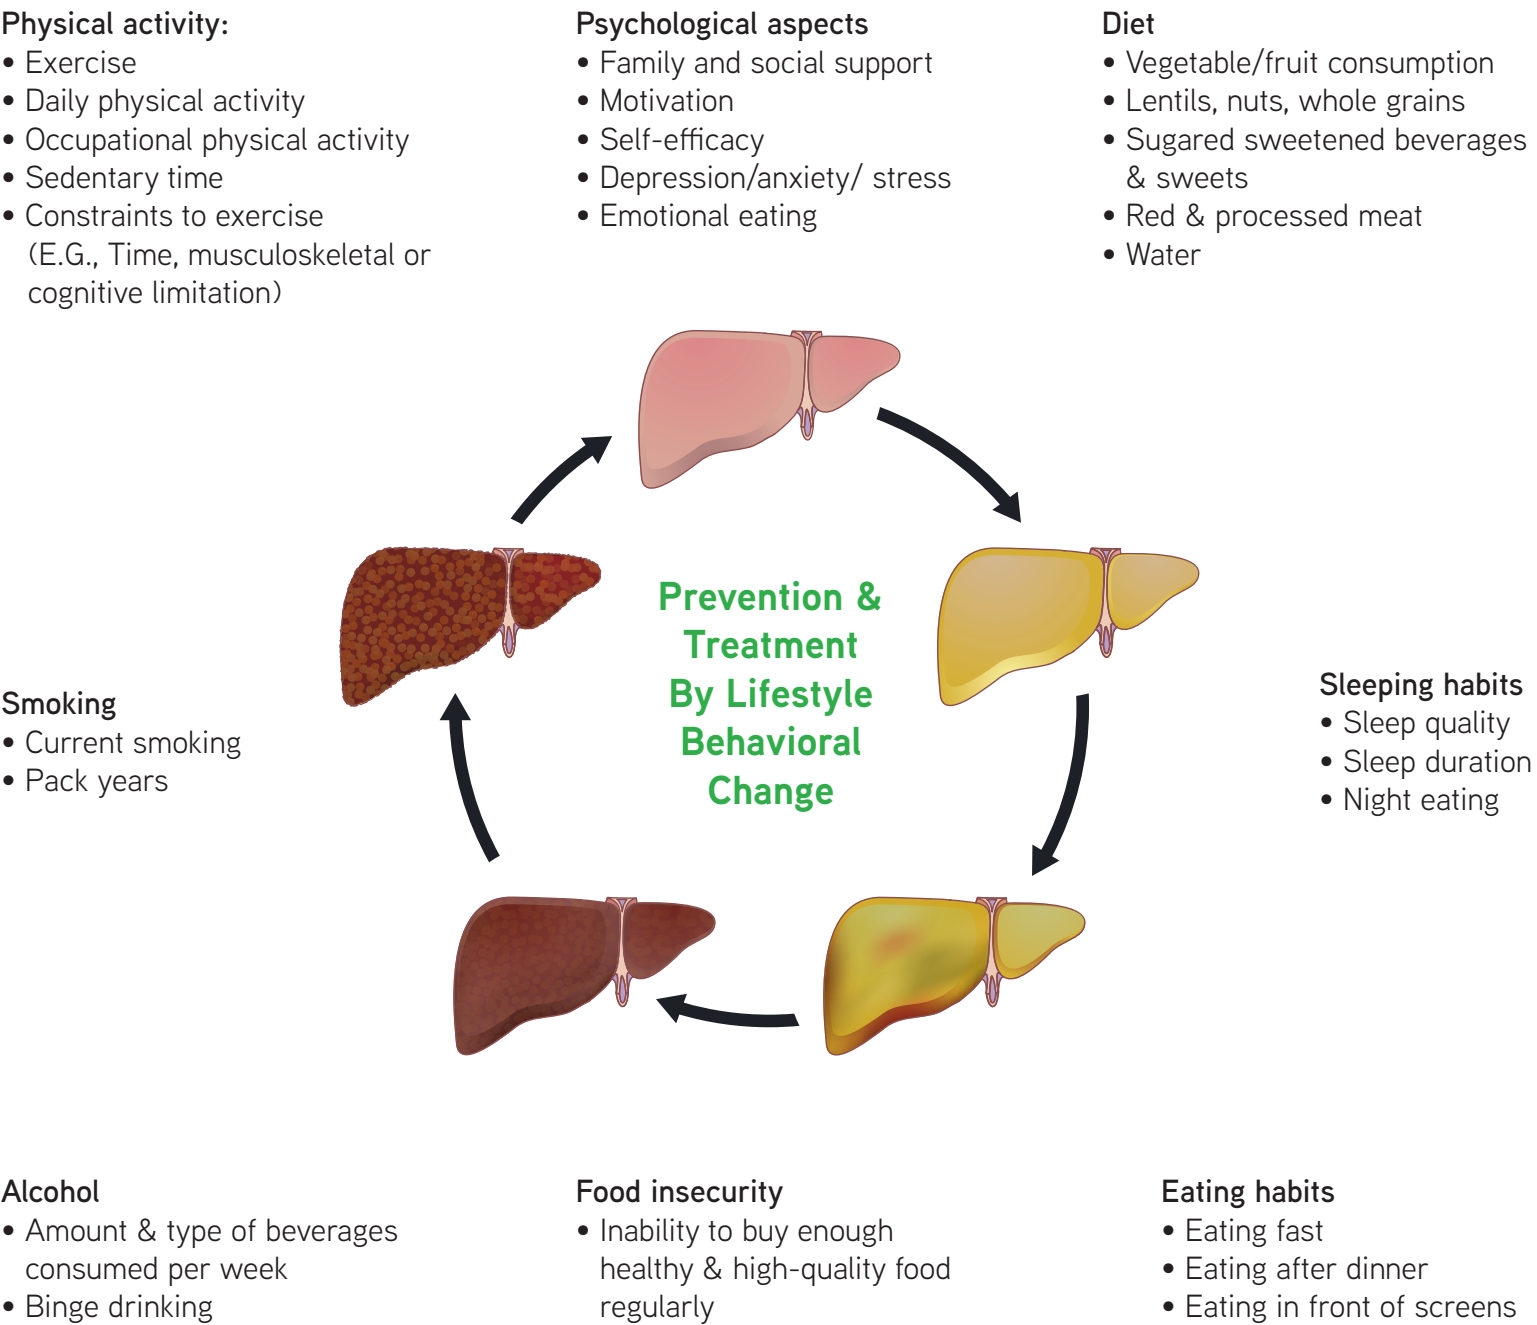 Physical activity:
• Exercise
• Daily physical activity
• Occupational physical activity
• Sedentary time
• Constraints to exercise
(E.G., Time, musculoskeletal or
cognitive limitation)
Psychological aspects
• Family and social support
• Motivation
• Self-efficacy
• Depression/anxiety/ stress
• Emotional eating
Diet
• Vegetable/fruit consumption
• Lentils, nuts, whole grains
• Sugared sweetened beverages
& sweets
• Red & processed meat
• Water
Prevention &
Treatment
By Lifestyle
Behavioral
Change
Smoking
• Current smoking
• Pack years
Sleeping habits
• Sleep quality
• Sleep duration
• Night eating
Alcohol
• Amount & type of beverages
consumed per week
• Binge drinking
Food insecurity
• Inability to buy enough
healthy & high-quality food
regularly
Eating habits
• Eating fast
• Eating after dinner
• Eating in front of screens